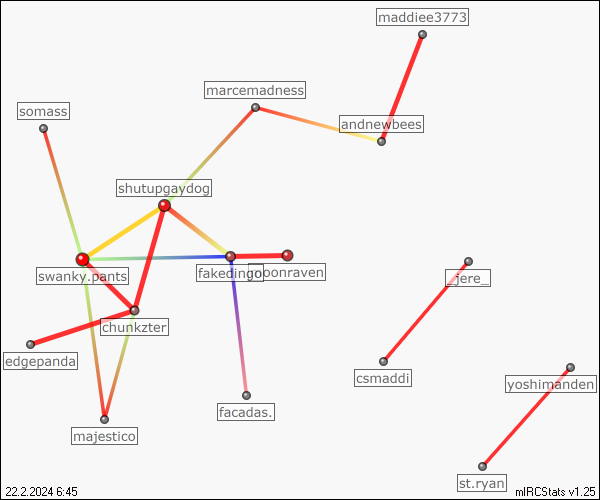 maddiee3773
marcemadness
somass
andnewbees
shutupgaydog
swanky.pants
fakedingo
noonraven
_jere_
chunkzter
edgepanda
csmaddi
yoshimanden
facadas.
majestico
st.ryan
22.2.2024 6:45
mIRCStats v1.25